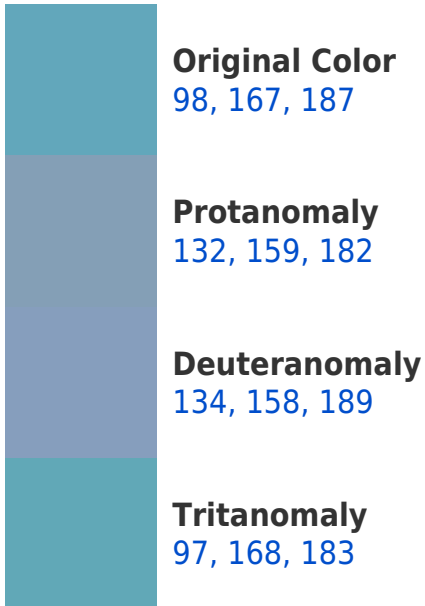 Original Color
98, 167, 187
Protanomaly
132, 159, 182
Deuteranomaly
134, 158, 189
Tritanomaly
97, 168, 183